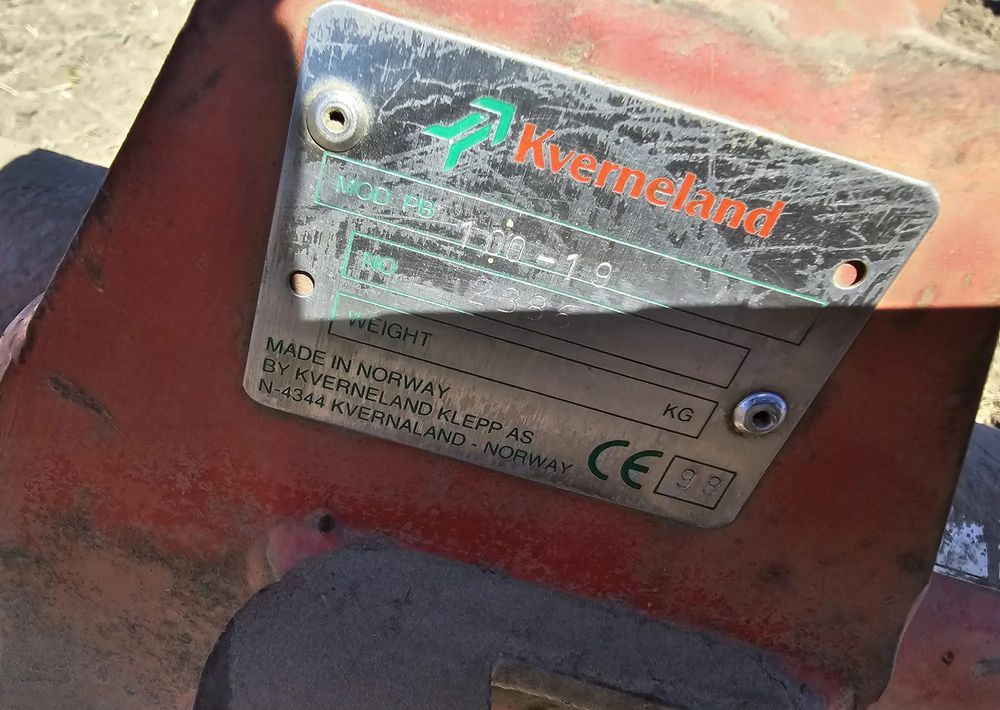 Kverneland
MOD PB 100-19
NO 2386
WEIGHT KG
MADE IN NORWAY
BY KVERNELAND KLEPP AS
N-4344 KVERNALAND - NORWAY
CE 98